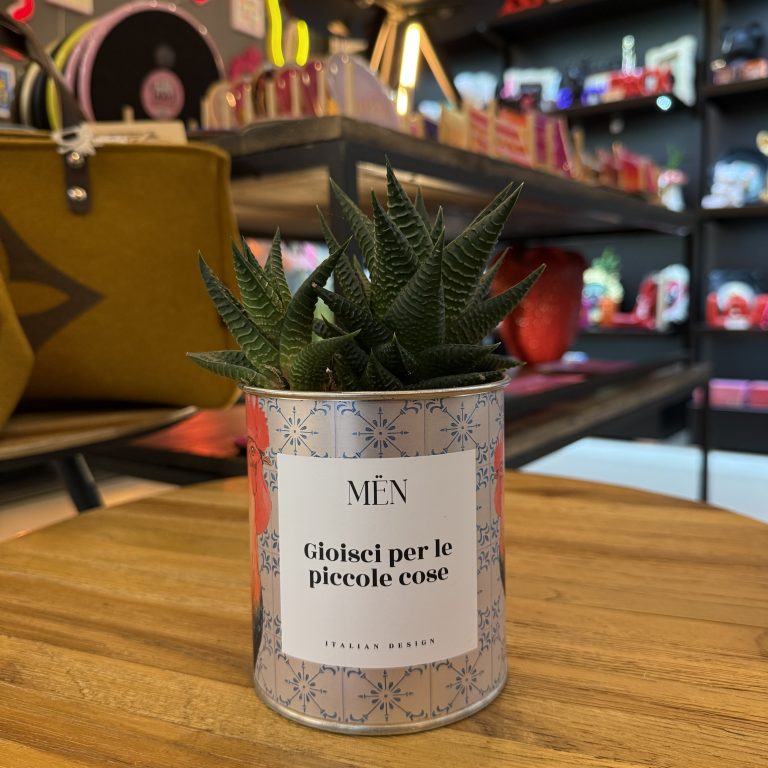 MËN
Gioisci per le
piccole cose
ITALIAN DESIGN